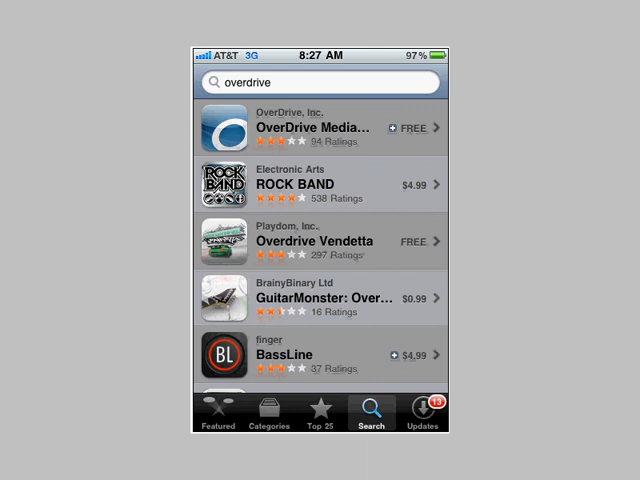 AT&T 3G 8:27 AM 97%
overdrive
OverDrive, Inc.
OverDrive Media... FREE
94 Ratings
ROCK BAND
Electronic Arts
ROCK BAND $4.99
538 Ratings
Playdom, Inc.
Overdrive Vendetta FREE
297 Ratings
BrainyBinary Ltd
GuitarMonster: Over... $0.99
16 Ratings
BL
finger
BassLine $4.99
37 Ratings
13
Featured Categories Top 25 Search Updates